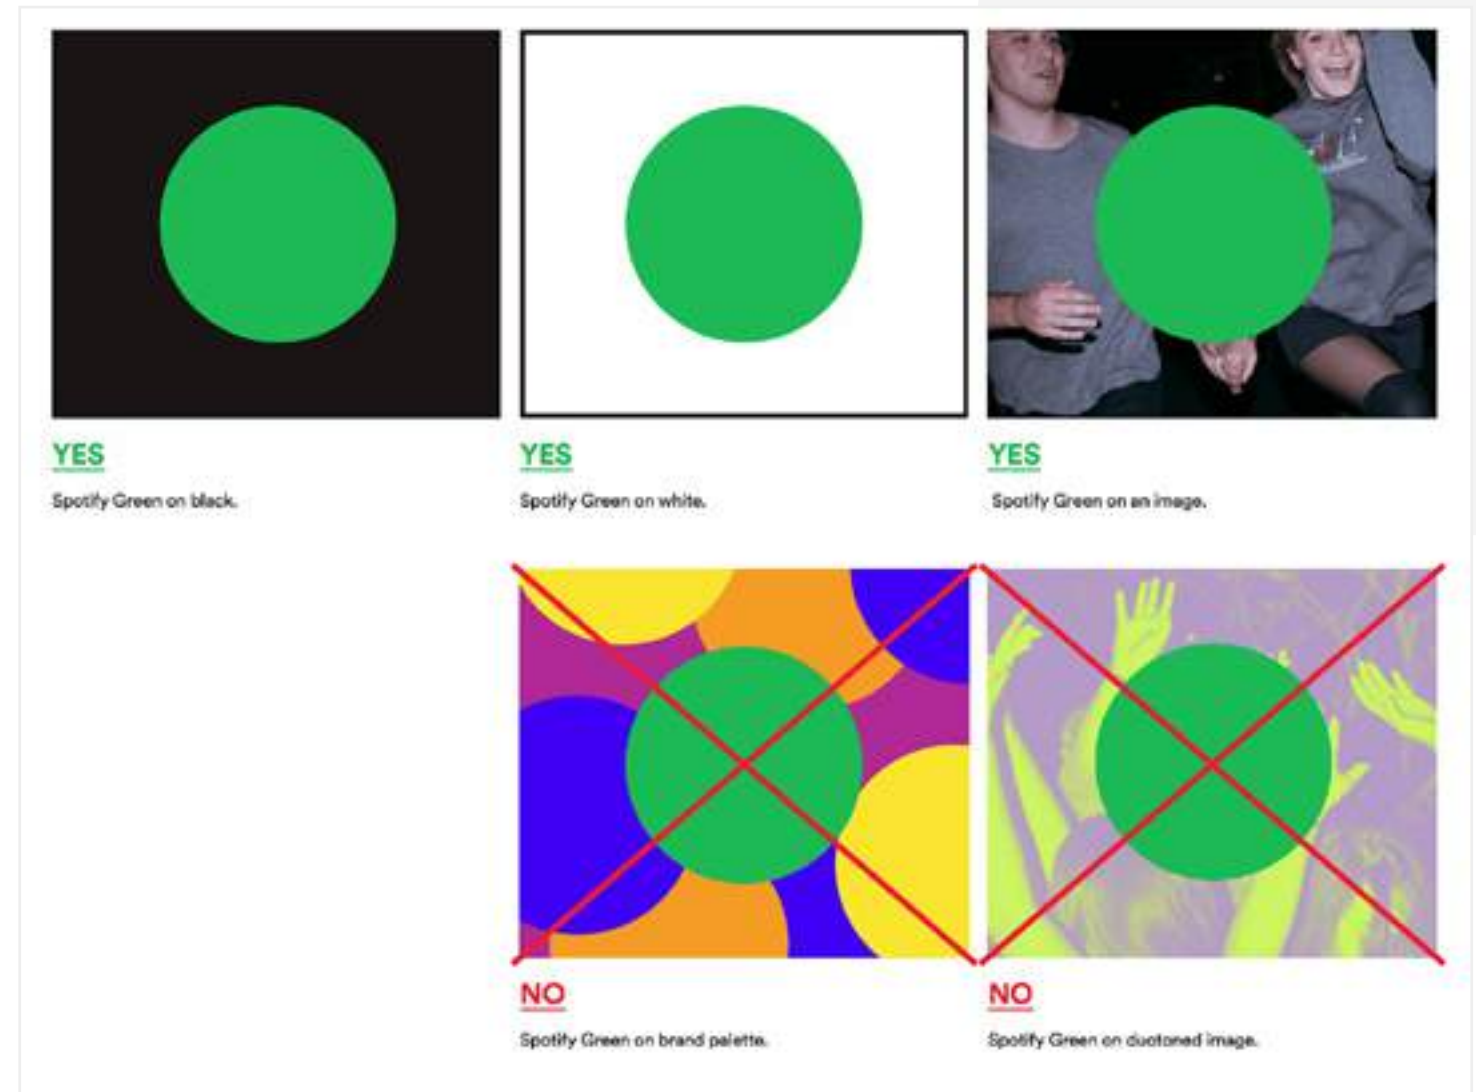 YES
Spotify Green on black.
YES
Spotify Green on white.
YES
Spotify Green on an image.
NO
Spotify Green on brand palette.
NO
Spotify Green on duotoned image.